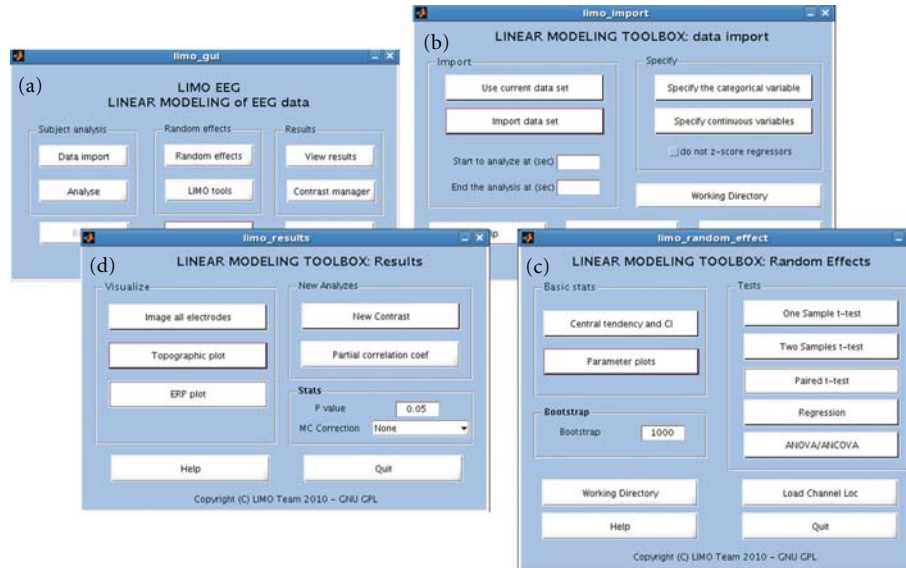 limo_gui
(a)
LIMO EEG
LINEAR MODELING of EEG data
Subject analysis
Random effects
Results
Data import
Random effects
View results
Analyse
LIMO tools
Contrast manager
limo_import
(b)
LINEAR MODELING TOOLBOX: data import
Import
Specify
Use current data set
Specify the categorical variable
Import data set
Specify continuous variables
do not z-score regressors
Start to analyze at (sec)
End the analysis at (sec)
Working Directory
limo_results
(d)
LINEAR MODELING TOOLBOX: Results
Visualize
New Analyzes
Image all electrodes
New Contrast
Topographic plot
Partial correlation coef
ERP plot
Stats
P value
0.05
MC Correction
None
Help
Quit
Copyright (C) LIMO Team 2010 - GNU GPL
limo_random_effect
(c)
LINEAR MODELING TOOLBOX: Random Effects
Basic stats
Tests
Central tendency and CI
One Sample t-test
Parameter plots
Two Samples t-test
Paired t-test
Bootstrap
Regression
Bootstrap
1000
ANOVA/ANCOVA
Working Directory
Load Channel Loc
Help
Quit
Copyright (C) LIMO Team 2010 - GNU GPL